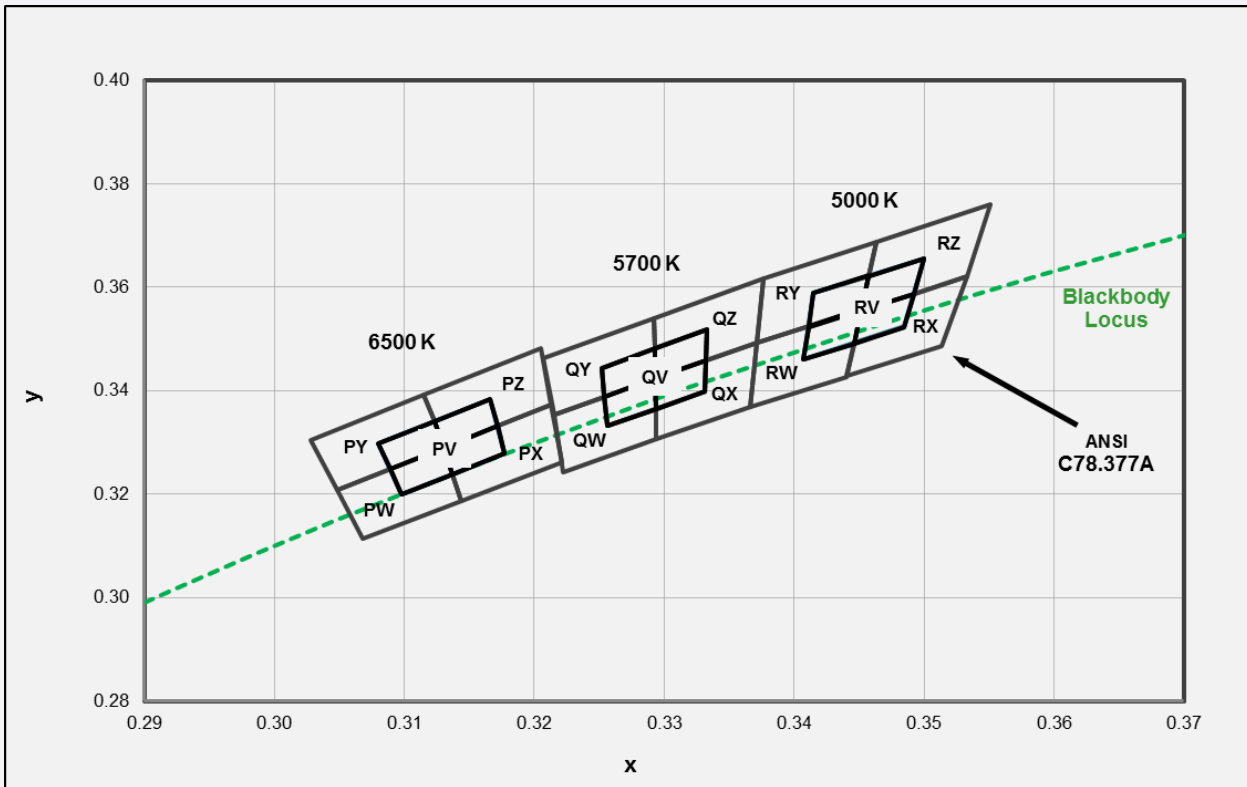 0.40
0.38
0.36
0.34
0.32
0.30
0.28
y
0.29
0.30
0.31
0.32
0.33
0.34
0.35
0.36
0.37
x
6500 K
5700 K
5000 K
PY
PZ
PV
PX
PW
QY
QZ
QV
QX
QW
RY
RZ
RV
RX
RW
Blackbody
Locus
ANSI
C78.377A